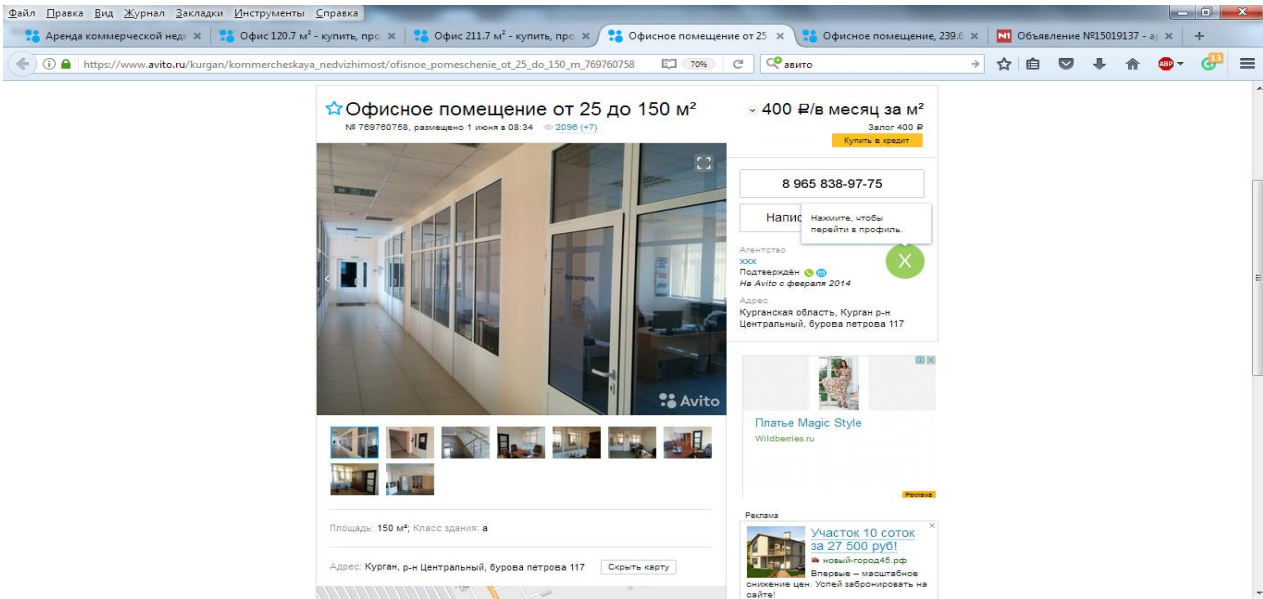 Файл Правка Вид Журнал Закладки Инструменты Справка
Аренда коммерческой нед
Офис 120.7 м² - купить, про
Офис 211.7 м² - купить, про
Офисное помещение от 25
Офисное помещение, 239.6
N1 Объявление №15019137 - а
https://www.avito.ru/kurgan/kommercheskaya_nedvizhimost/ofisnoe_pomeschenie_ot_25_do_150_m_769760758
70%
авито
ABP
13
Офисное помещение от 25 до 150 м²
№ 769760758, размещено 1 июня в 08:34 2096 (+7)
400 ₽/в месяц за м²
Залог 400 ₽
Купить в кредит
8 965 838-97-75
Напис
Нажмите, чтобы
перейти в профиль.
Агентство
xxx
Подтверждён
На Avito с февраля 2014
X
Адрес
Курганская область, Курган р-н
Центральный, бурова петрова 117
Бухгалтерия
Avito
Платье Magic Style
Wildberries.ru
Реклама
Площадь: 150 м²; Класс здания: а
Адрес: Курган, р-н Центральный, бурова петрова 117
Скрыть карту
Реклама
Участок 10 соток
за 27 500 руб!
новый-город45.рф
Впервые – масштабное
снижение цен. Успей забронировать на
сайте!